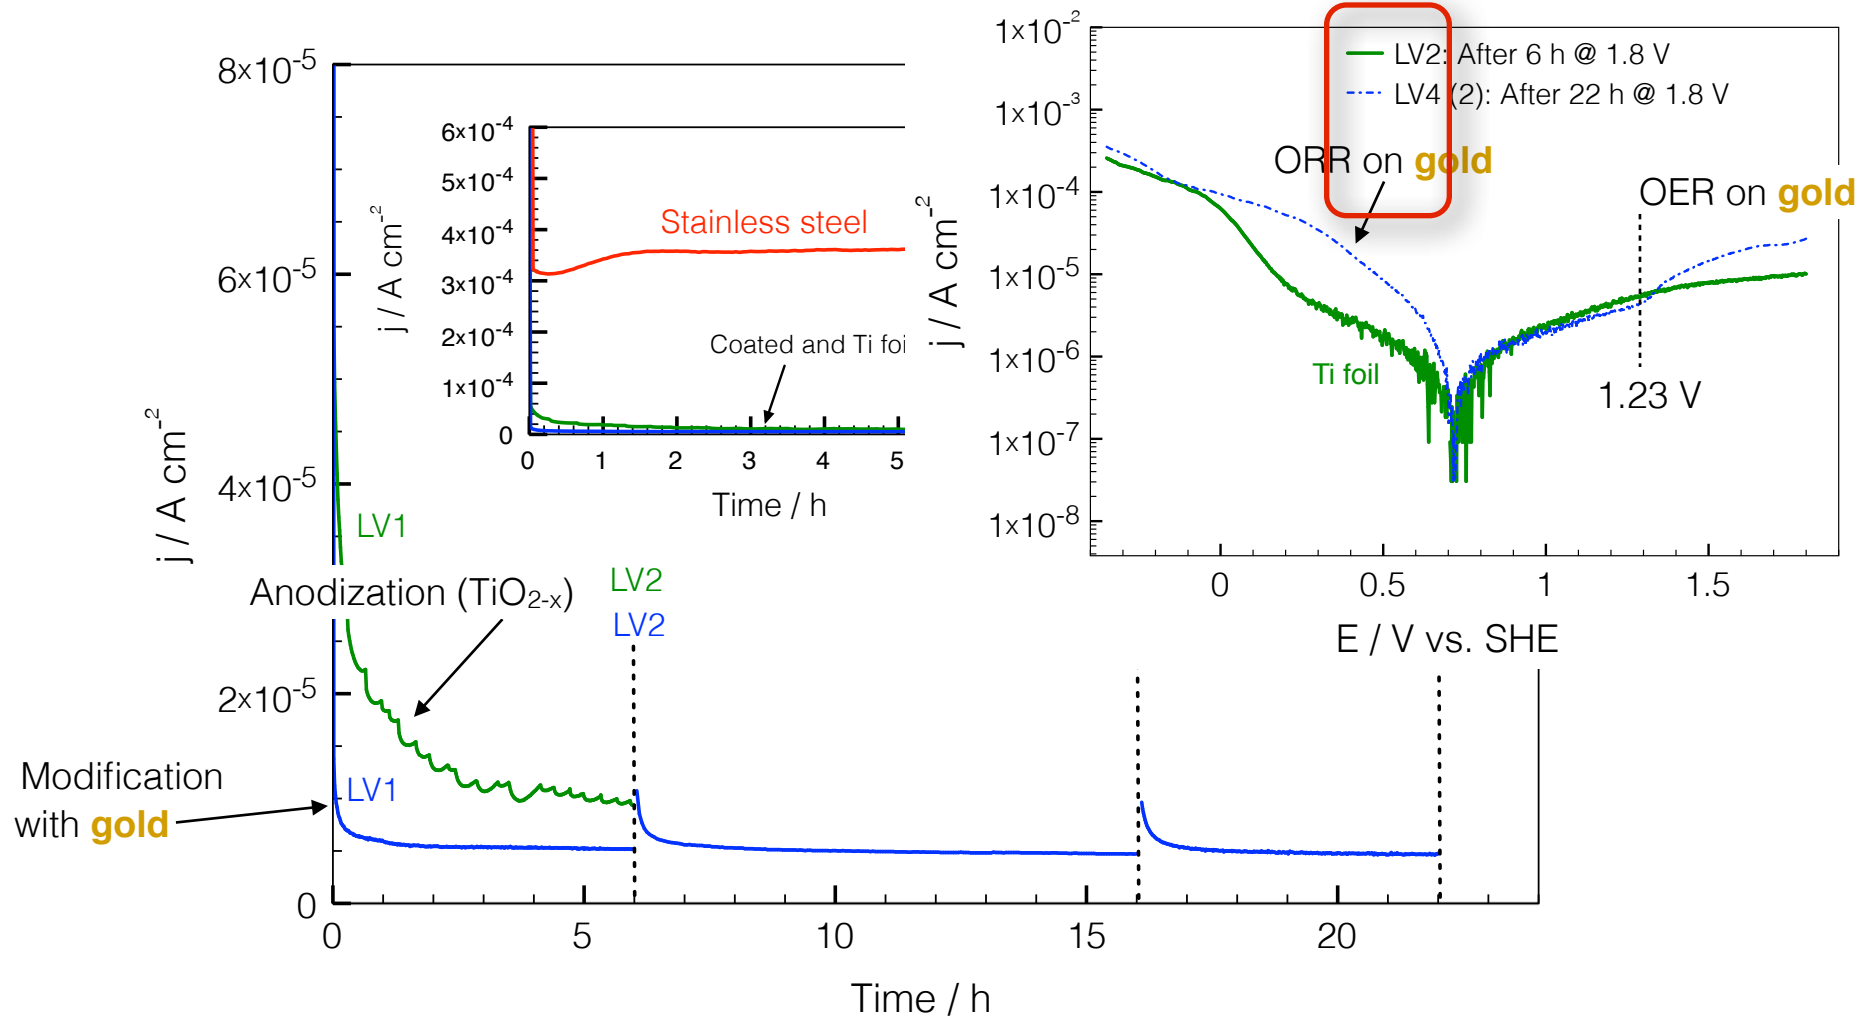 8x10⁻⁵
6x10⁻⁵
4x10⁻⁵
2x10⁻⁵
0
j / A cm⁻²
0
5
10
15
20
Time / h
LV1
Anodization (TiO₂₋ₓ)
LV2
LV2
Modification
with gold
LV1
6x10⁻⁴
5x10⁻⁴
4x10⁻⁴
3x10⁻⁴
2x10⁻⁴
1x10⁻⁴
0
j / A cm⁻²
Stainless steel
Coated and Ti foi
0
1
2
3
4
5
Time / h
1x10⁻²
1x10⁻³
1x10⁻⁴
1x10⁻⁵
1x10⁻⁶
1x10⁻⁷
1x10⁻⁸
j / A cm⁻²
LV2: After 6 h @ 1.8 V
LV4 (2): After 22 h @ 1.8 V
ORR on gold
OER on gold
Ti foil
1.23 V
0
0.5
1
1.5
E / V vs. SHE